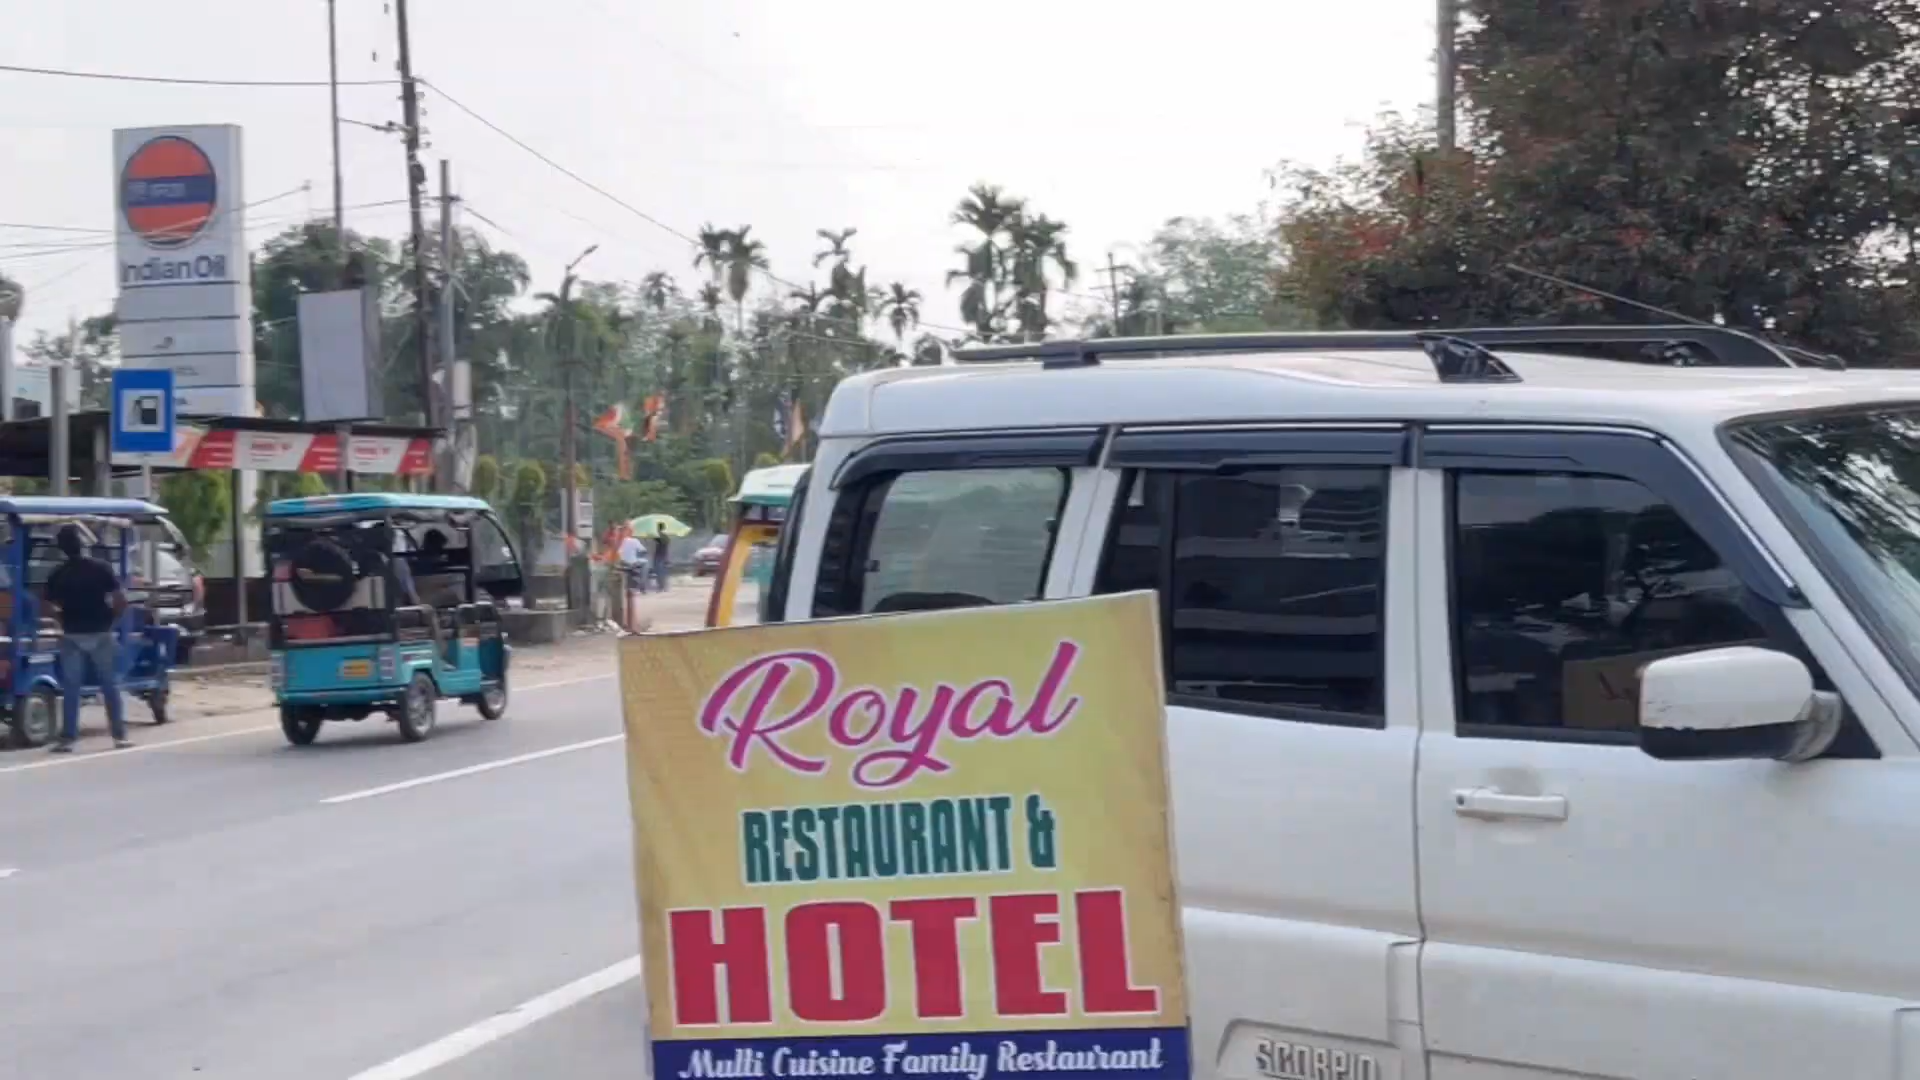 IndianOil
Royal
RESTAURANT &
HOTEL
Multi Cuisine Family Restaurant
SCORPIO